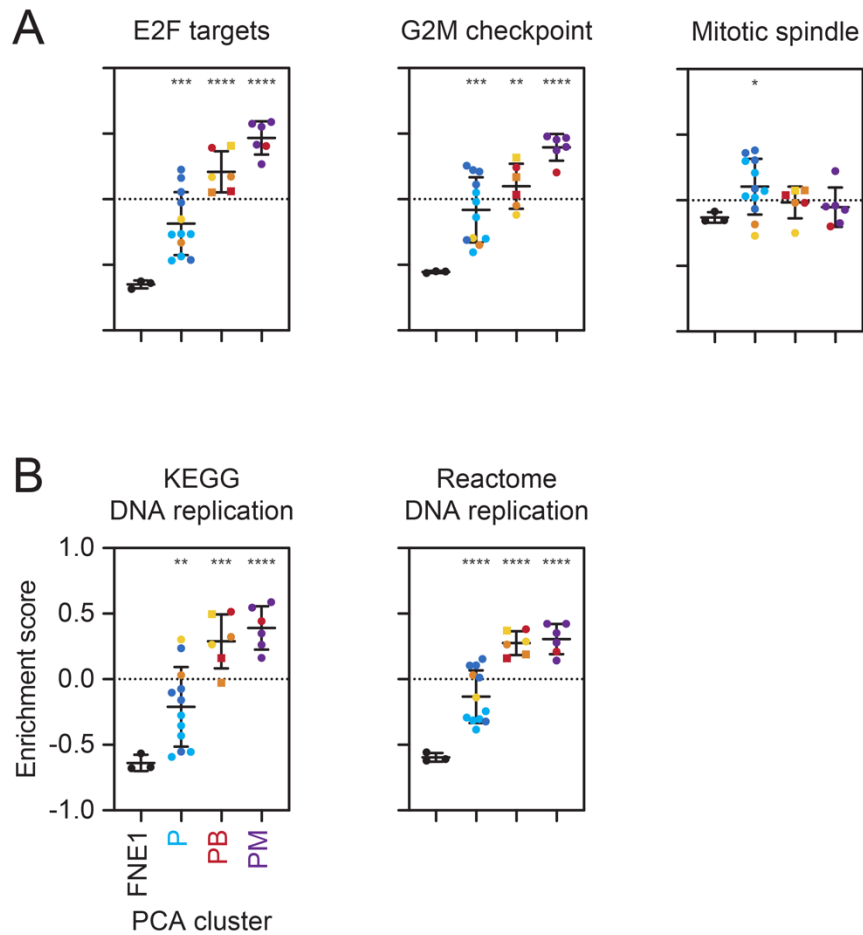 A
E2F targets
G2M checkpoint
Mitotic spindle
*** **** ****
*** ** ****
*
B
KEGG
DNA replication
Reactome
DNA replication
** *** ****
**** **** ****
Enrichment score
1.0
0.5
0.0
-0.5
-1.0
FNE1
P
PB
PM
PCA cluster